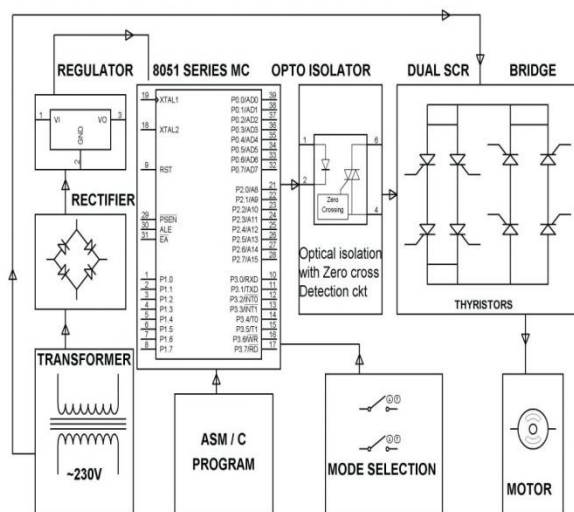 REGULATOR
8051 SERIES MC
OPTO ISOLATOR
DUAL SCR
BRIDGE
1
VI
VO
3
GND
2
RECTIFIER
TRANSFORMER
~230V
19
XTAL1
18
XTAL2
9
RST
29
PSEN
30
ALE
31
EA
1
P1.0
2
P1.1
3
P1.2
4
P1.3
5
P1.4
6
P1.5
7
P1.6
8
P1.7
P0.0/AD0
39
P0.1/AD1
38
P0.2/AD2
37
P0.3/AD3
36
P0.4/AD4
35
P0.5/AD5
34
P0.6/AD6
33
P0.7/AD7
32
P2.0/A8
21
P2.1/A9
22
P2.2/A10
23
P2.3/A11
24
P2.4/A12
25
P2.5/A13
26
P2.6/A14
27
P2.7/A15
28
P3.0/RXD
10
P3.1/TXD
11
P3.2/INT0
12
P3.3/INT1
13
P3.4/T0
14
P3.5/T1
15
P3.6/WR
16
P3.7/RD
17
1
2
6
4
Zero
Crossing
Optical isolation
with Zero cross
Detection ckt
THYRISTORS
ASM / C
PROGRAM
MODE SELECTION
MOTOR